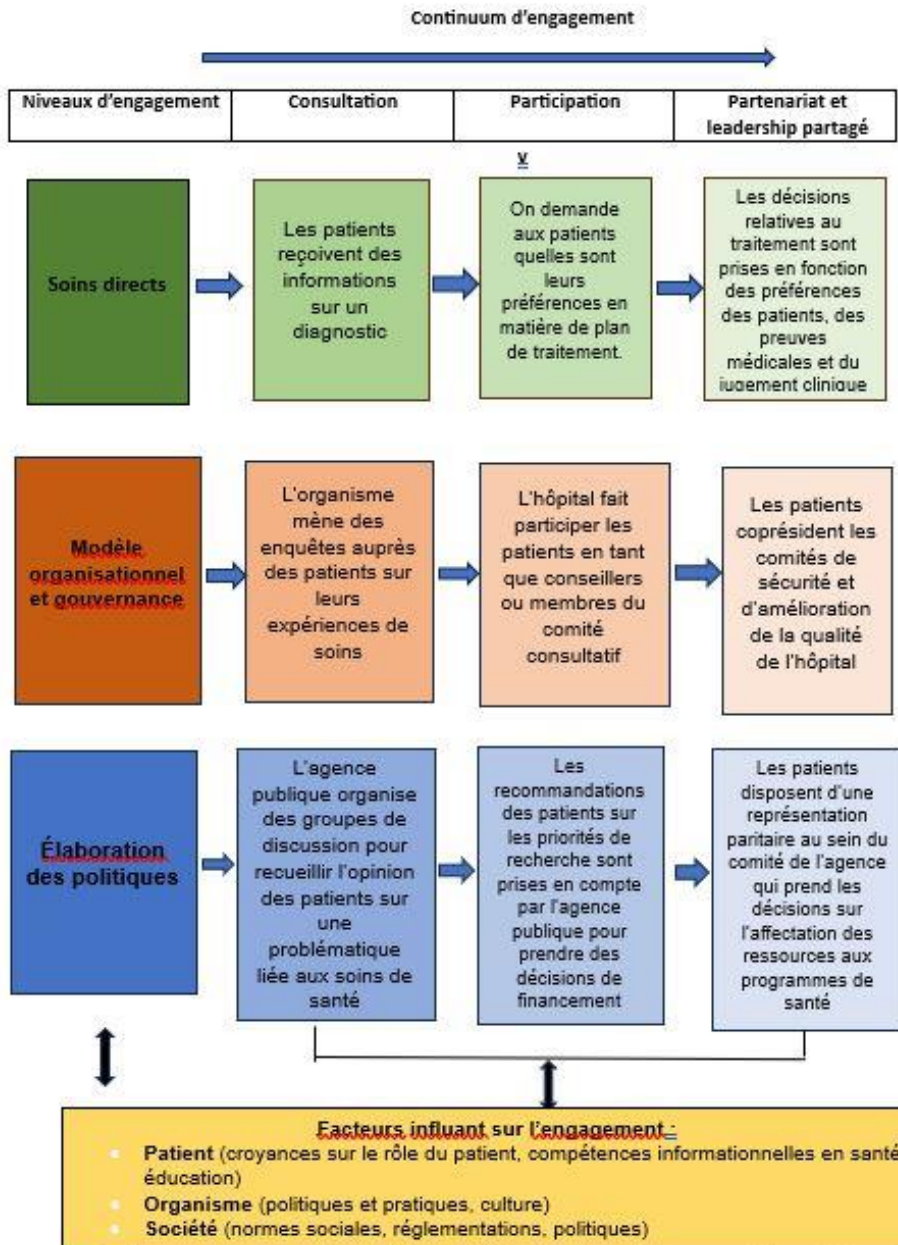 Continuum d'engagement
Niveaux d'engagement
Consultation
Participation
Partenariat et
leadership partagé
v
Soins directs
Les patients
reçoivent des
informations
sur un
diagnostic
On demande
aux patients
quelles sont
leurs
préférences en
matière de plan
de traitement.
Les décisions
relatives au
traitement sont
prises en fonction
des préférences
des patients, des
preuves
médicales et du
jugement clinique
Modèle
organisationnel
et gouvernance
L'organisme
mène des
enquêtes auprès
des patients sur
leurs
expériences de
soins
L'hôpital fait
participer les
patients en tant
que conseillers
ou membres du
comité
consultatif
Les patients
coprésident les
comités de
sécurité et
d'amélioration
de la qualité
de l'hôpital
Élaboration
des politiques
L'agence
publique organise
des groupes de
discussion pour
recueillir l'opinion
des patients sur
une
problématique
liée aux soins de
santé
Les
recommandations
des patients sur
les priorités de
recherche sont
prises en compte
par l'agence
publique pour
prendre des
décisions de
financement
Les patients
disposent d'une
représentation
paritaire au sein du
comité de l'agence
qui prend les
décisions sur
l'affectation des
ressources aux
programmes de
santé
Facteurs influant sur l'engagement :
Patient (croyances sur le rôle du patient, compétences informationnelles en santé
éducation)
Organisme (politiques et pratiques, culture)
Société (normes sociales, réglementations, politiques)